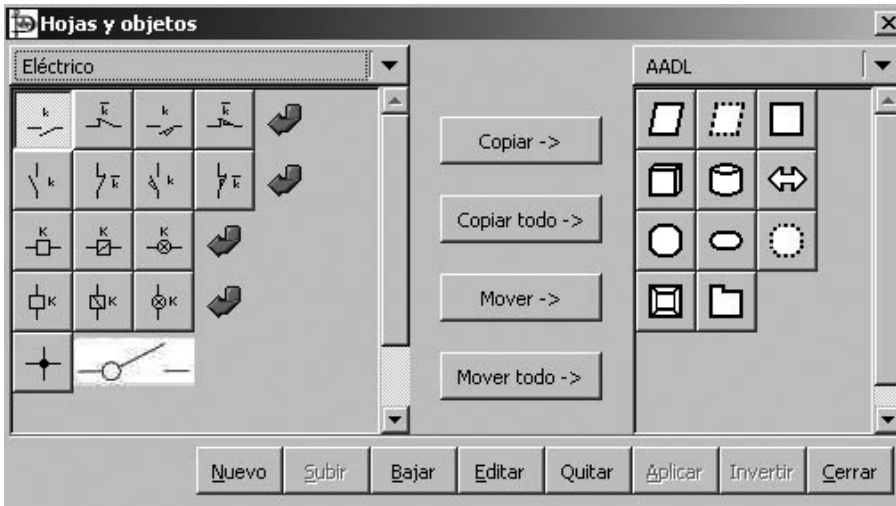 Hojas y objetos
Eléctrico
AADL
k k k k
Copiar ->
k k k k
Copiar todo ->
K K K
Mover ->
K K K
Mover todo ->
Nuevo Subir Bajar Editar Quitar Aplicar Invertir Cerrar